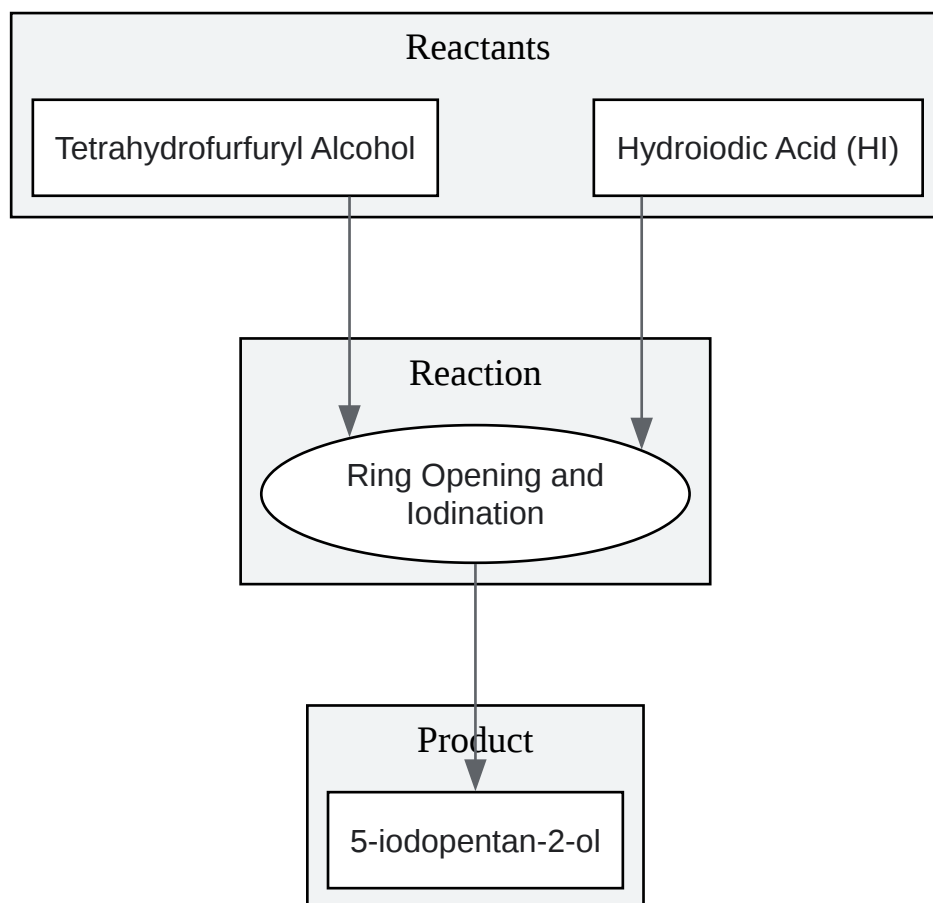 Reactants
Tetrahydrofurfuryl Alcohol
Hydroiodic Acid (HI)
Reaction
Ring Opening and
Iodination
Product
5-iodopentan-2-ol